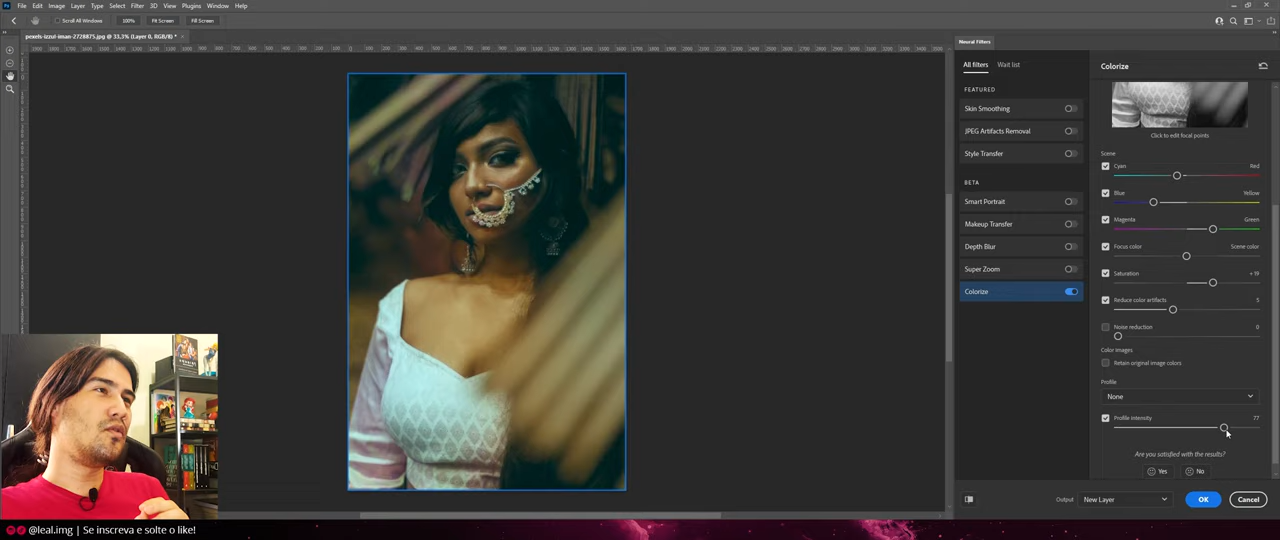 Ps File Edit Image Layer Type Select Filter 3D View Plugins Window Help
Scroll All Windows 100% Fit Screen Fill Screen
pexels-izzul-iman-2728875.jpg @ 33,3% (Layer 0, RGB/8) * ×
Neural Filters
All filters Wait list
FEATURED
Skin Smoothing
JPEG Artifacts Removal
Style Transfer
BETA
Smart Portrait
Makeup Transfer
Depth Blur
Super Zoom
Colorize
Colorize
Click to edit focal points
Scene
Cyan Red
Blue Yellow
Magenta Green
Focus color Scene color
Saturation +19
Reduce color artifacts 5
Noise reduction 0
Color images
Retain original image colors
Profile
None
Profile intensity 77
Are you satisfied with the results?
Yes No
Output New Layer OK Cancel
@leal.img | Se inscreva e solte o like!